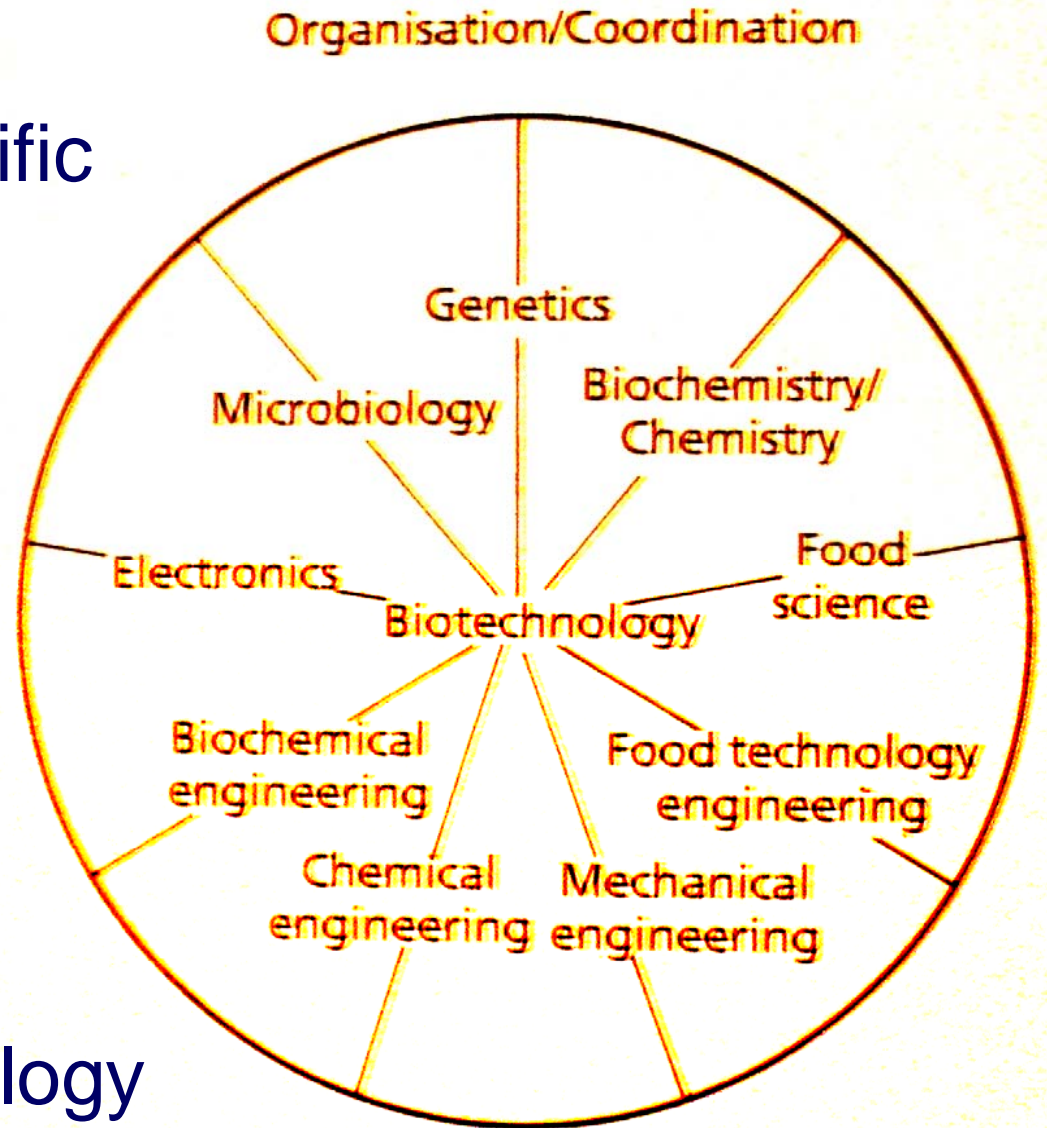 Organisation/Coordination
ific
Genetics
Biochemistry/
Chemistry
Microbiology
Food
science
Electronics
Biotechnology
Biochemical
engineering
Food technology
engineering
Chemical
engineering
Mechanical
engineering
logy